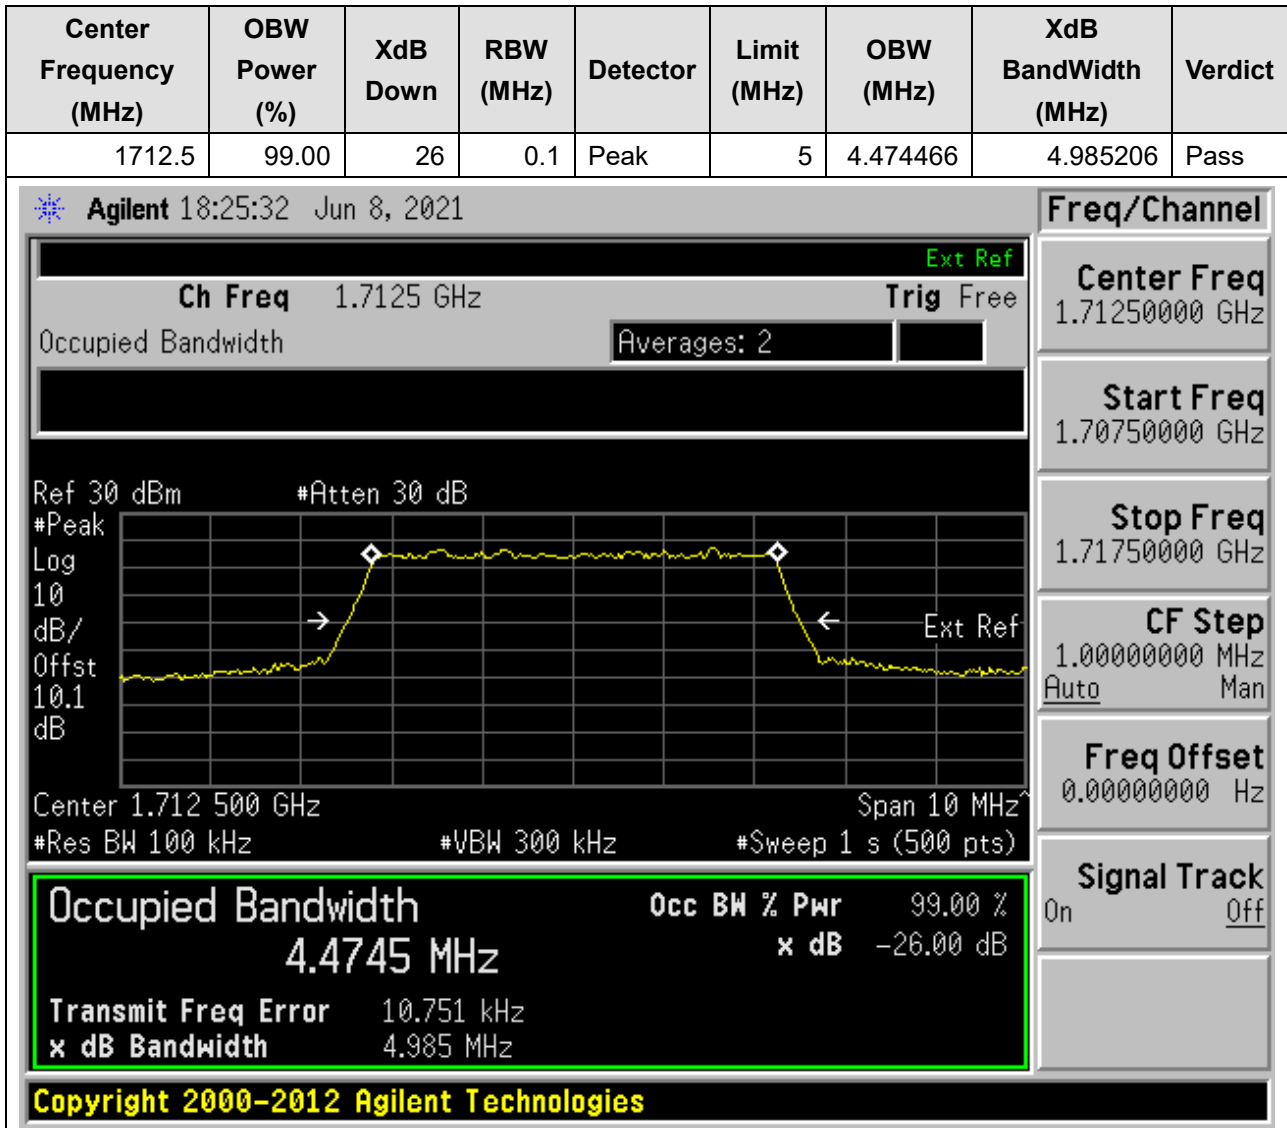 Center Frequency (MHz) OBW Power (%) XdB Down RBW (MHz) Detector Limit (MHz) OBW (MHz) XdB BandWidth (MHz) Verdict
1712.5 99.00 26 0.1 Peak 5 4.474466 4.985206 Pass
Agilent 18:25:32 Jun 8, 2021
Freq/Channel
Ext Ref
Ch Freq 1.7125 GHz Trig Free
Occupied Bandwidth Averages: 2
Center Freq
1.71250000 GHz
Start Freq
1.70750000 GHz
Stop Freq
1.71750000 GHz
CF Step
1.00000000 MHz
Auto Man
Freq Offset
0.00000000 Hz
Signal Track
On Off
Ref 30 dBm #Atten 30 dB
#Peak
Log
10
dB/
Offst
10.1
dB
Ext Ref
Center 1.712 500 GHz Span 10 MHz^
#Res BW 100 kHz #VBW 300 kHz #Sweep 1 s (500 pts)
Occupied Bandwidth
4.4745 MHz
Occ BW % Pwr 99.00 %
x dB -26.00 dB
Transmit Freq Error 10.751 kHz
x dB Bandwidth 4.985 MHz
Copyright 2000-2012 Agilent Technologies